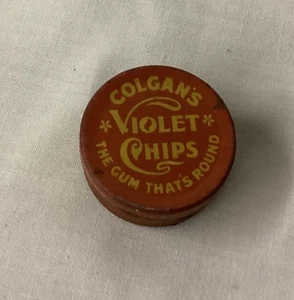 COLGAN'S
VIOLET
CHIPS
THE GUM THAT'S ROUND